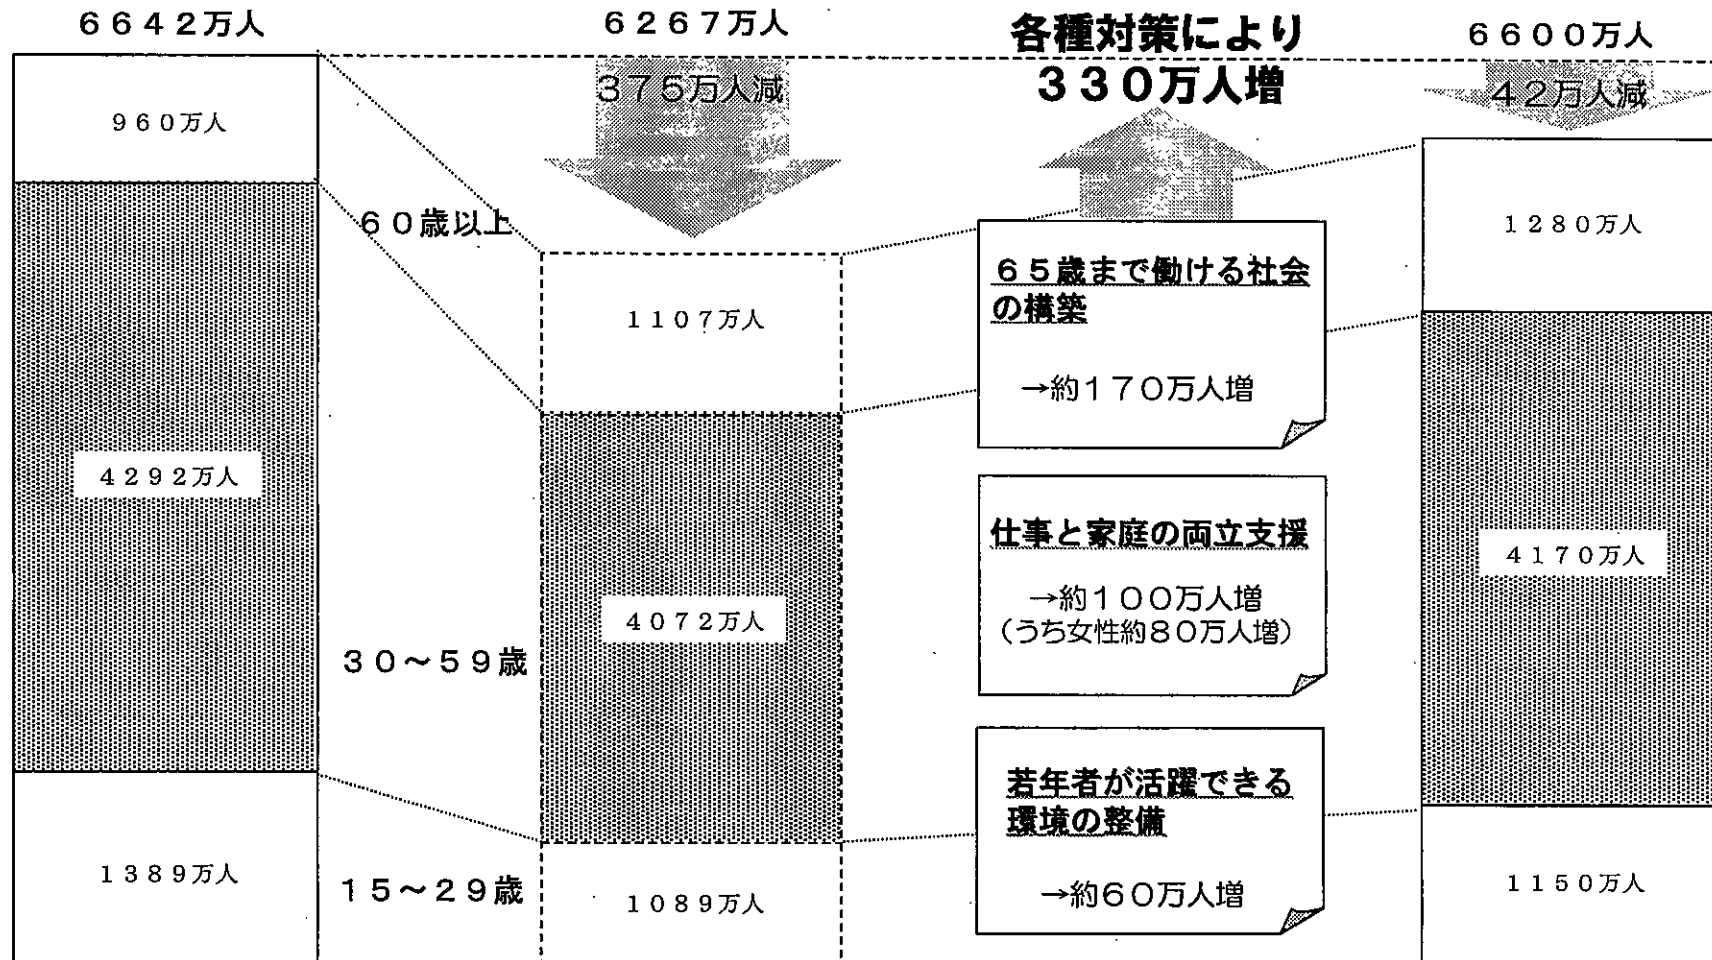 ６６４２万人
９６０万人
４２９２万人
１３８９万人
６０歳以上
３０～５９歳
１５～２９歳
６２６７万人
３７５万人減
１１０７万人
４０７２万人
１０８９万人
各種対策により
３３０万人増
６５歳まで働ける社会
の構築
→約１７０万人増
仕事と家庭の両立支援
→約１００万人増
（うち女性約８０万人増）
若年者が活躍できる
環境の整備
→約６０万人増
６６００万人
４２万人減
１２８０万人
４１７０万人
１１５０万人